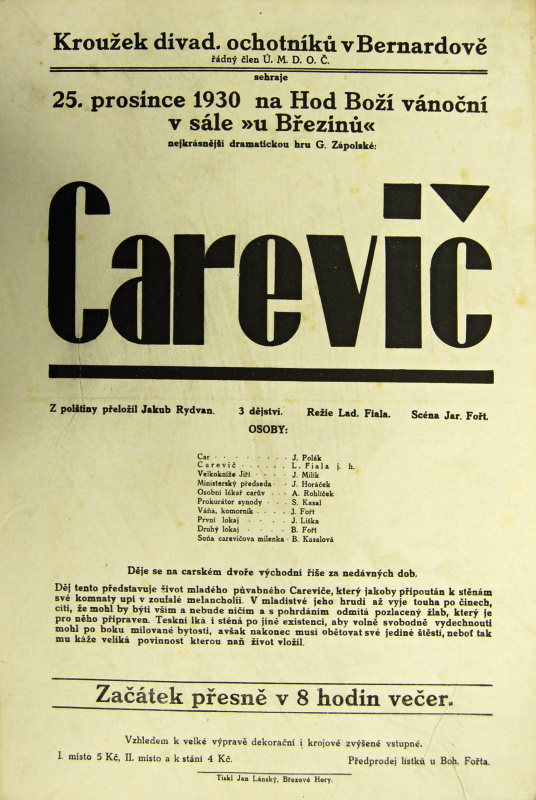 Kroužek divad. ochotníků v Bernardově
řádný člen Ú. M. D. O. Č.
sehraje
25. prosince 1930 na Hod Boží vánoční
v sále »u Březinů«
nejkrásnější dramatickou hru G. Zápolské:
Carevič
Z polštiny přeložil Jakub Rydvan. 3 dějství. Režie Lad. Fiala. Scéna Jar. Fořt.
OSOBY:
Car - - - - - - - - J. Polák
Carevič - - - - - L. Fiala j. h.
Velkokníže Jiří - - - - J. Milík
Ministerský předseda - - J. Horáček
Osobní lékař carův - - - A. Rohlíček
Prokurátor synody - - - S. Kasal
Váňa, komorník - - - - J. Fořt
První lokaj - - - - J. Liška
Druhý lokaj - - - - B. Fořt
Soňa carevičova milenka - B. Kasalová
Děje se na carském dvoře východní říše za nedávných dob.
Děj tento představuje život mladého půvabného Careviče, který jakoby připoután k stěnám
své komnaty úpí v zoufalé melancholii. V mladistvé jeho hrudi až vyje touha po činech,
cítí, že mohl by býti vším a nebude ničím a s pohrdáním odmítá pozlacený žlab, který je
pro něho připraven. Teskní lká i sténá po jiné existenci, aby volně svobodně vydechnouti
mohl po boku milované bytosti, avšak nakonec musí obětovat své jediné štěstí, neboť tak
mu káže veliká povinnost kterou naň život vložil.
Začátek přesně v 8 hodin večer.
Vzhledem k velké výpravě dekorační i krojové zvýšené vstupné.
I. místo 5 Kč, II. místo a k stání 4 Kč. Předprodej lístků u Boh. Fořta.
Tiskl Jan Lánský, Březové Hory.